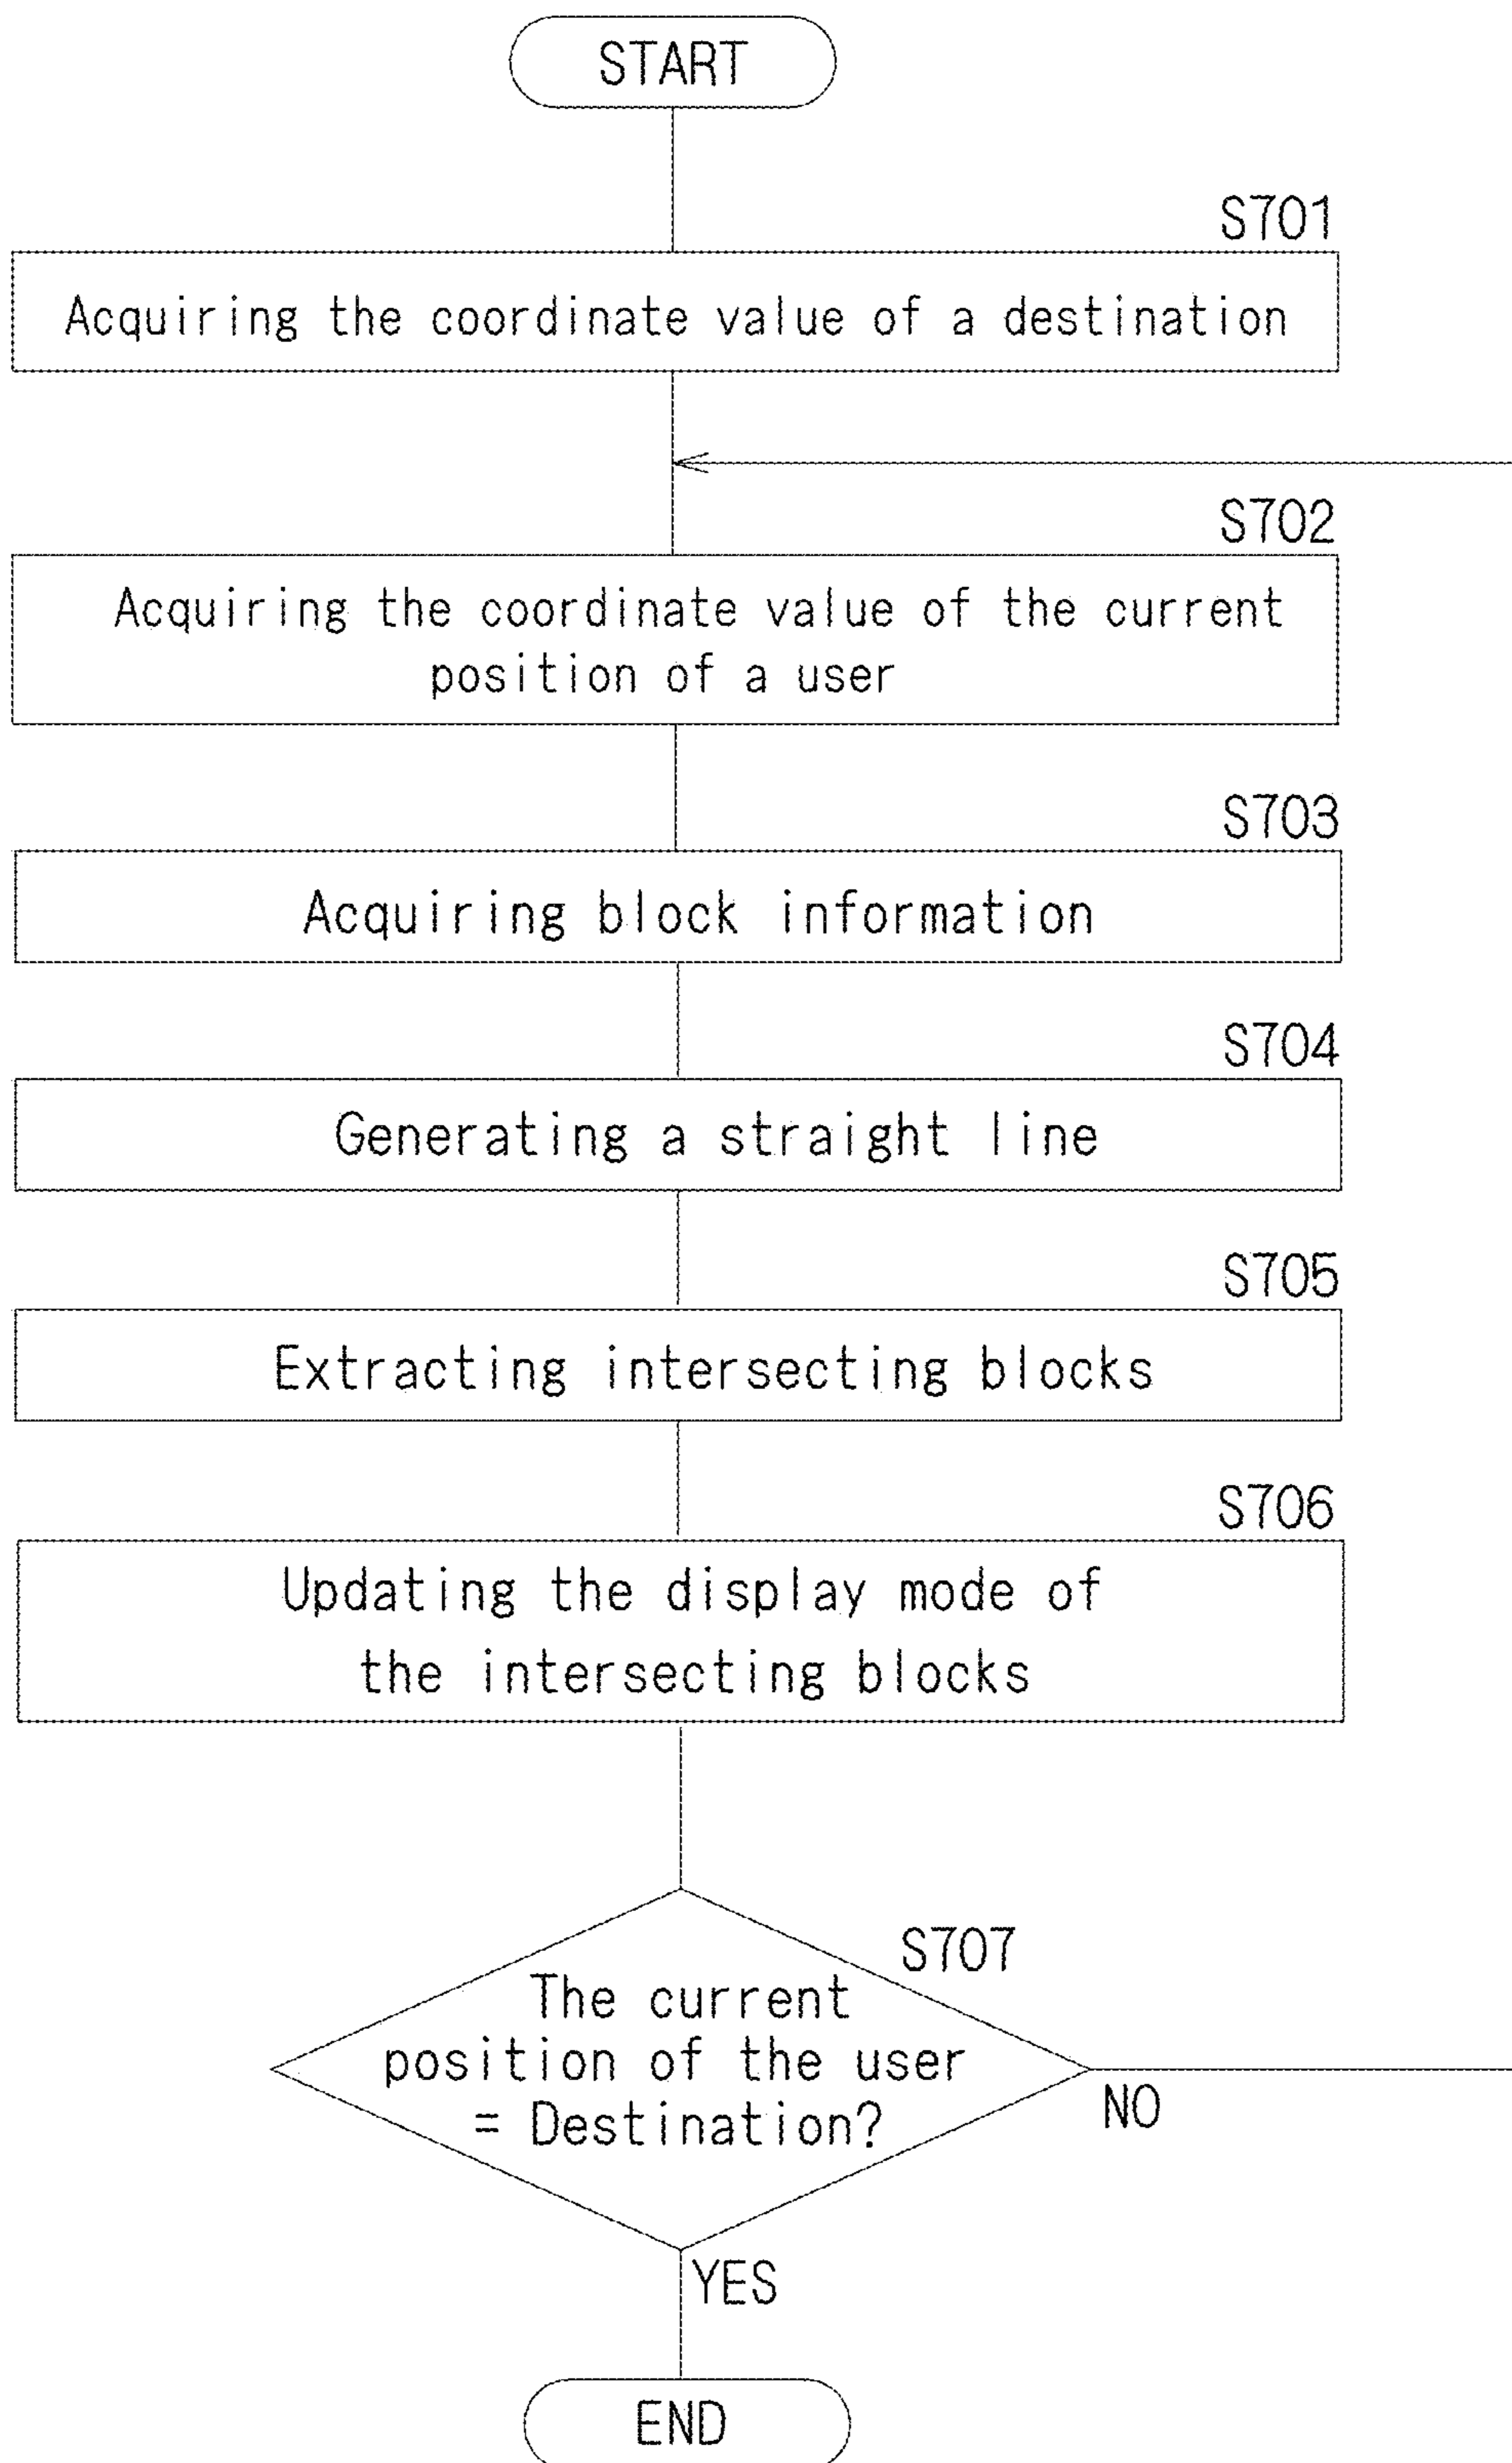 START
S701
Acquiring the coordinate value of a destination
S702
Acquiring the coordinate value of the current
position of a user
S703
Acquiring block information
S704
Generating a straight line
S705
Extracting intersecting blocks
S706
Updating the display mode of
the intersecting blocks
S707
The current
position of the user
= Destination?
NO
YES
END